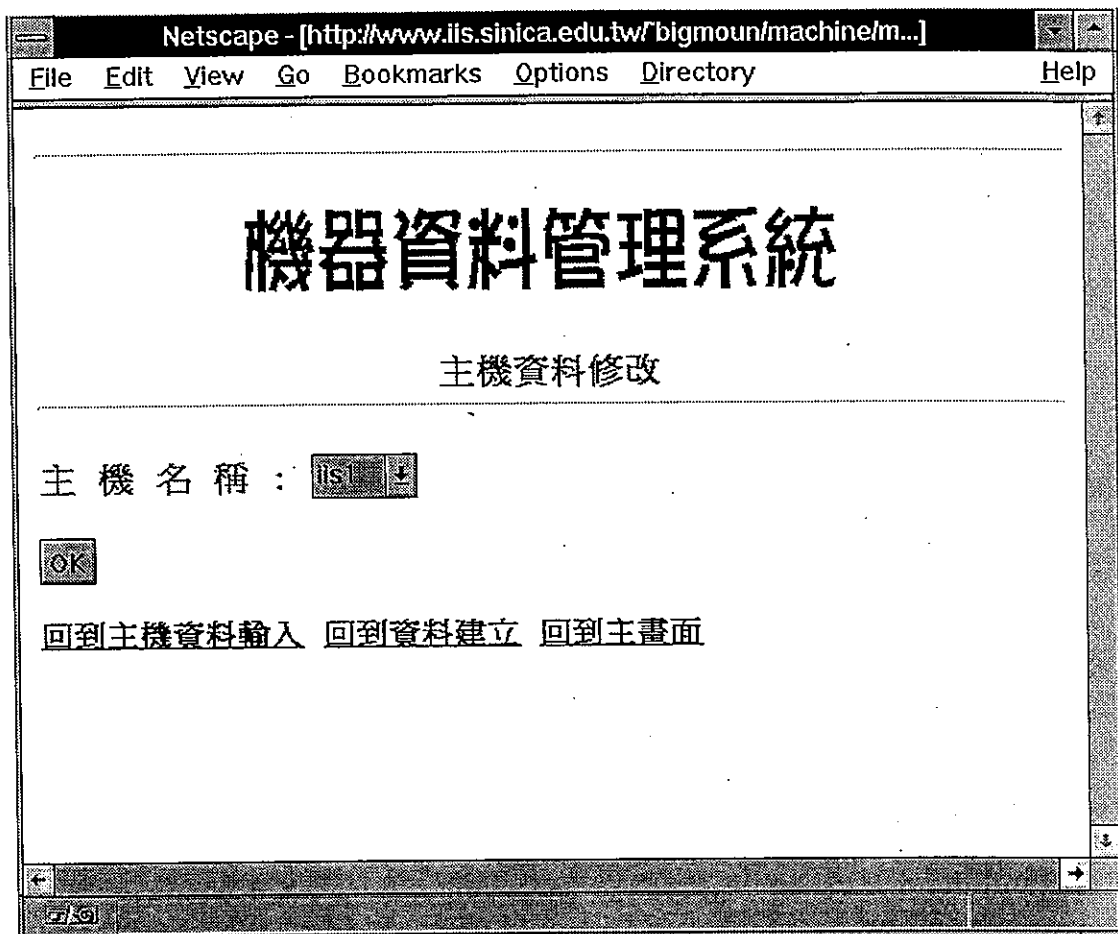 Netscape - [http://www.iis.sinica.edu.tw/~bigmoun/machine/m...]
File Edit View Go Bookmarks Options Directory Help
機器資料管理系統
主機資料修改
主 機 名 稱 : iis1
OK
回到主機資料輸入 回到資料建立 回到主畫面